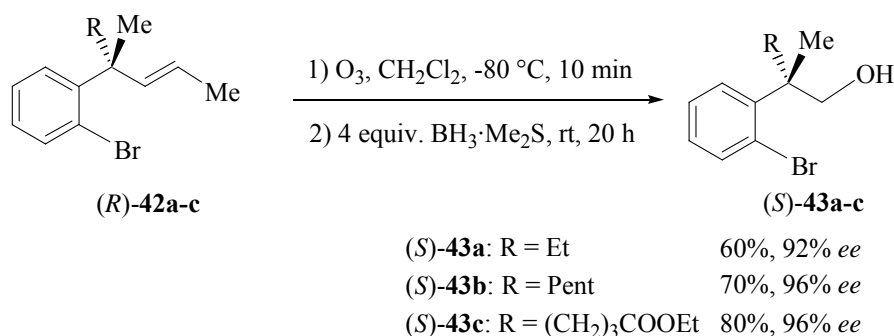 R
Me
Me
Br
(R)-42a-c
1) O₃, CH₂Cl₂, -80 °C, 10 min
2) 4 equiv. BH₃·Me₂S, rt, 20 h
R
Me
OH
Br
(S)-43a-c
(S)-43a: R = Et 60%, 92% ee
(S)-43b: R = Pent 70%, 96% ee
(S)-43c: R = (CH₂)₃COOEt 80%, 96% ee